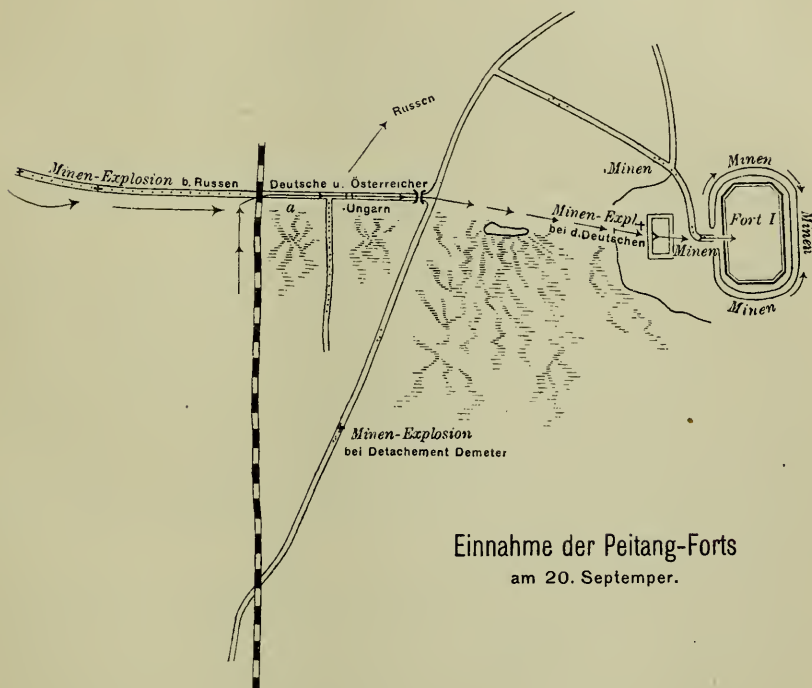 Russen
Minen-Explosion b. Russen
Deutsche u. Österreicher
a
-Ungarn
Minen
Minen
Minen-Expl.
bei d. Deutschen
Minen
Fort I
Minen
Minen
Minen-Explosion
bei Detachement Demeter
Einnahme der Peitang-Forts
am 20. Septemper.